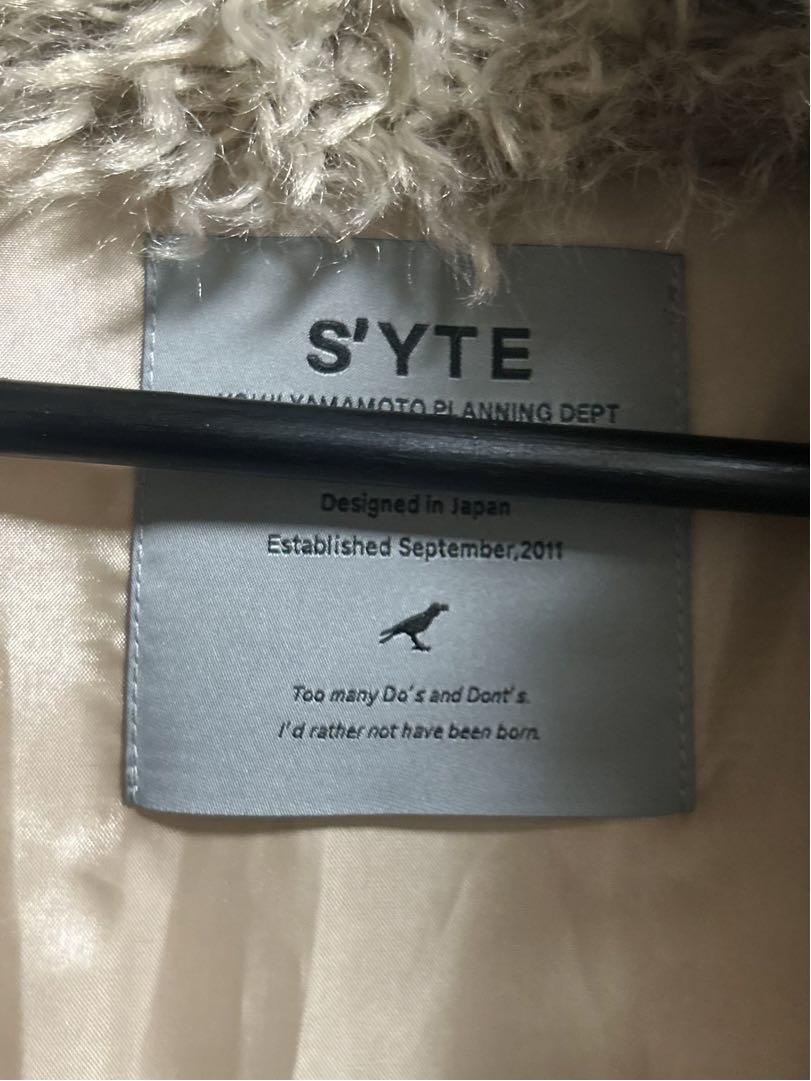 S'YTE
YOHJI YAMAMOTO PLANNING DEPT
Designed in Japan
Established September,2011
Too many Do's and Dont's.
I'd rather not have been born.